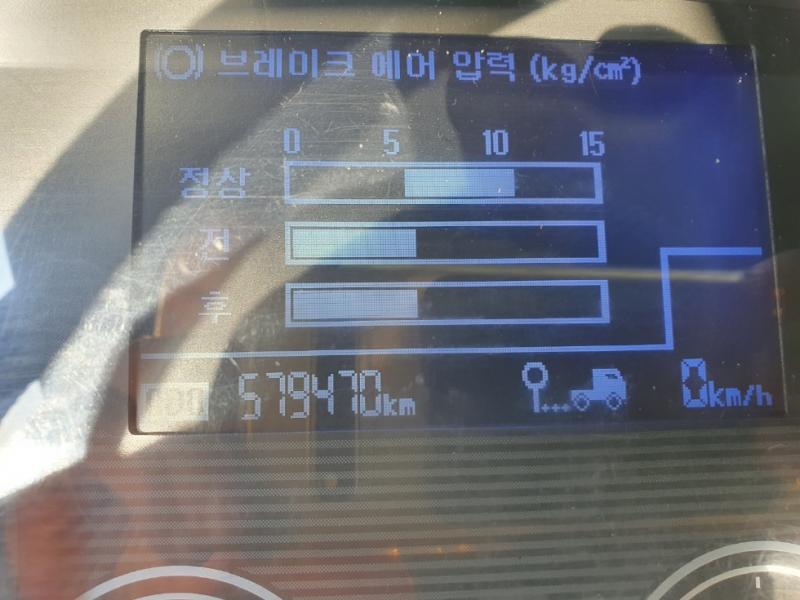 브레이크 에어 압력 (kg/cm²)
0 5 10 15
정상
전
후
ODO 579470km 0km/h